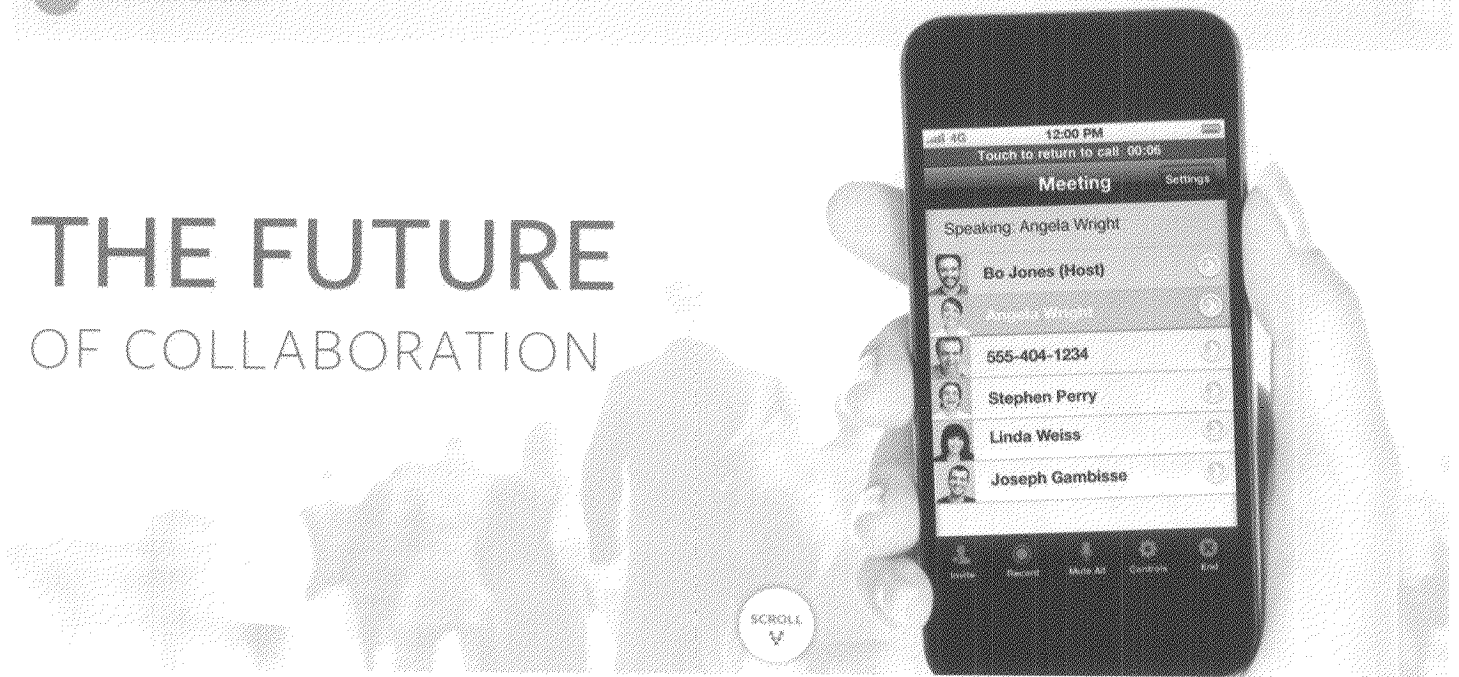 THE FUTURE
OF COLLABORATION
SCROLL
4G 12:00 PM
Touch to return to call 00:06
Meeting Settings
Speaking: Angela Wright
Bo Jones (Host)
Angela Wright
555-404-1234
Stephen Perry
Linda Weiss
Joseph Gambisse
Invite Record Mute All Controls End